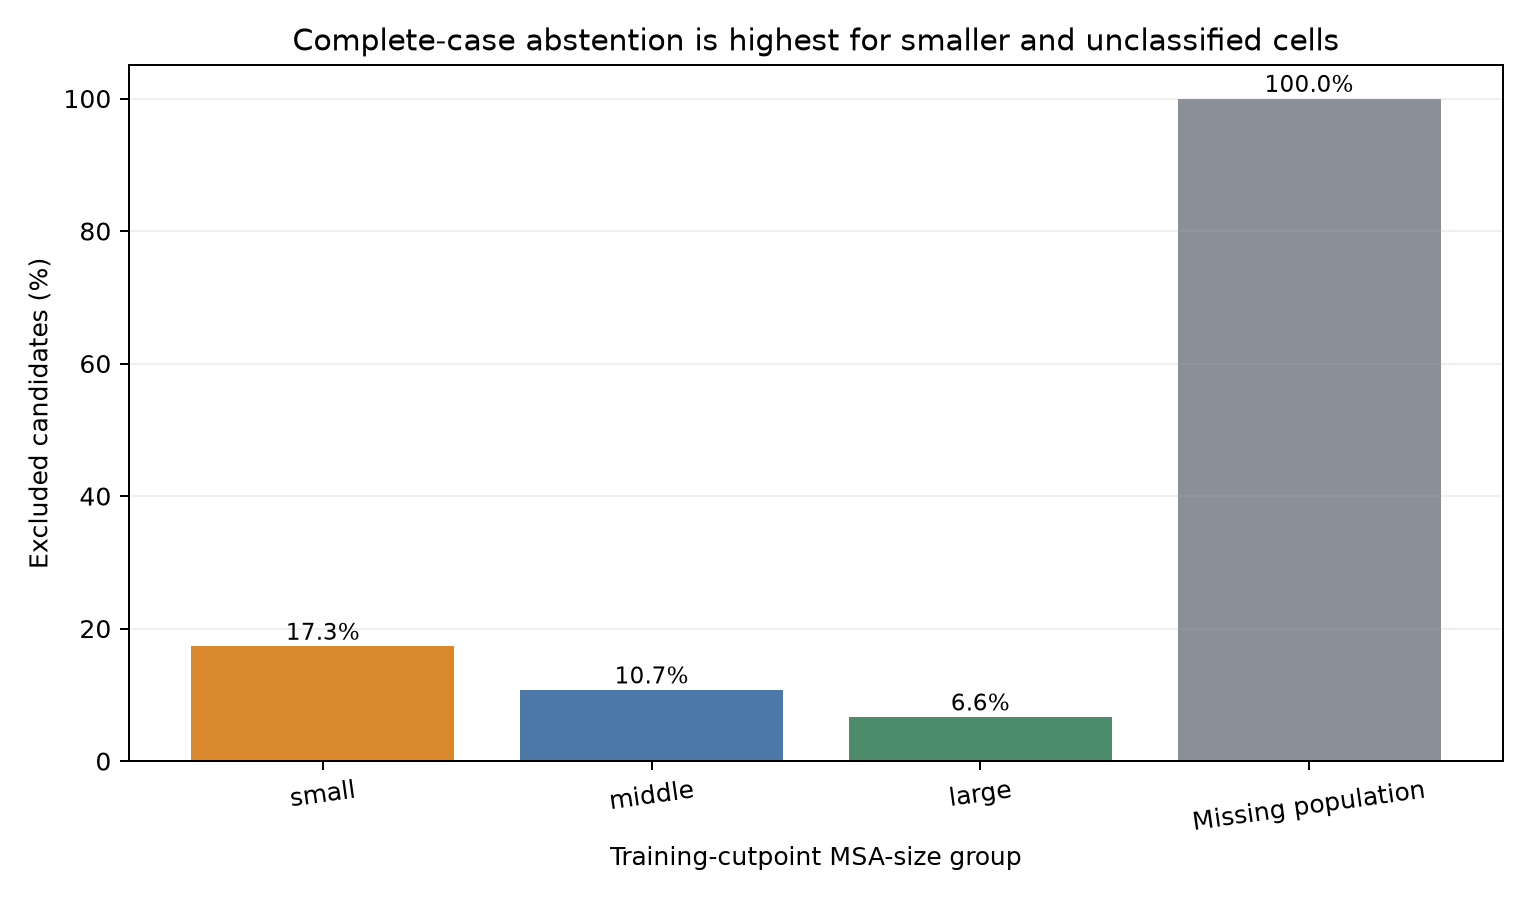 Complete-case abstention is highest for smaller and unclassified cells
Excluded candidates (%)
100
80
60
40
20
0
17.3%
10.7%
6.6%
100.0%
small
middle
large
Missing population
Training-cutpoint MSA-size group